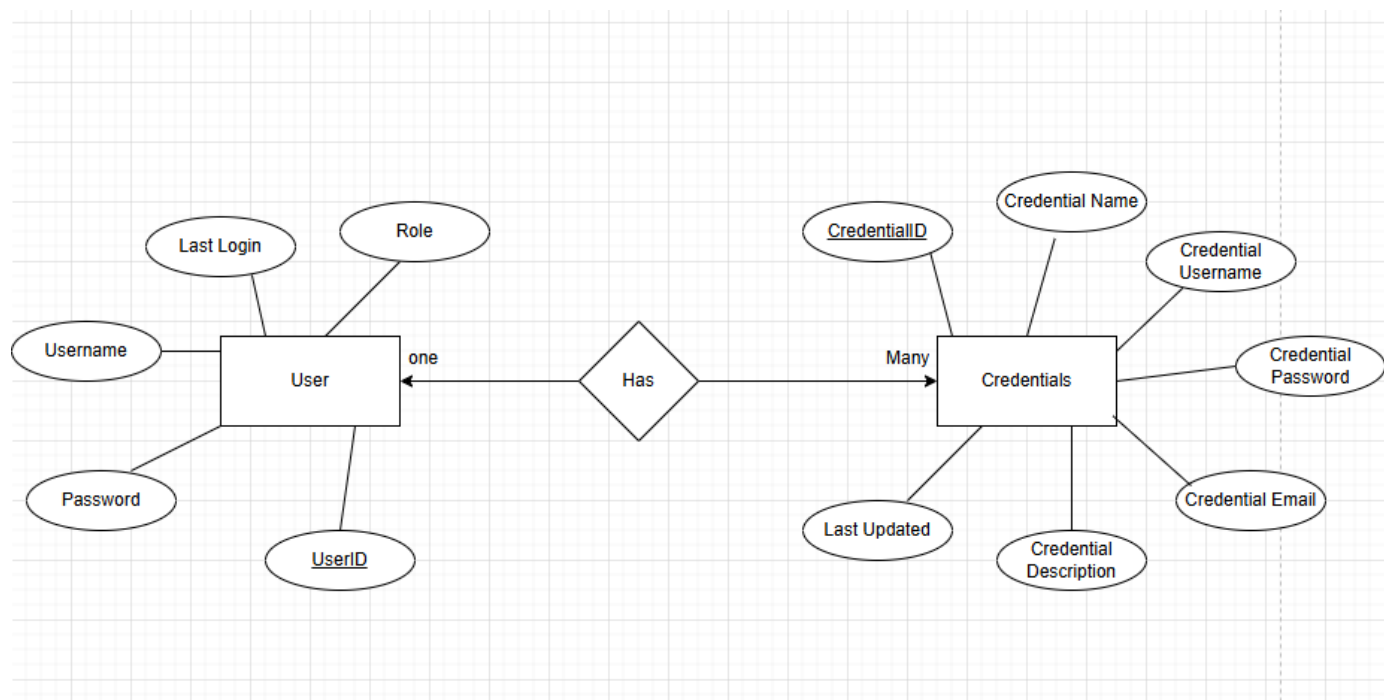 Credential Name
CredentialID
Role
Last Login
Credential
Username
Username
one
Many
User
Has
Credentials
Credential
Password
Password
Credential Email
Last Updated
UserID
Credential
Description